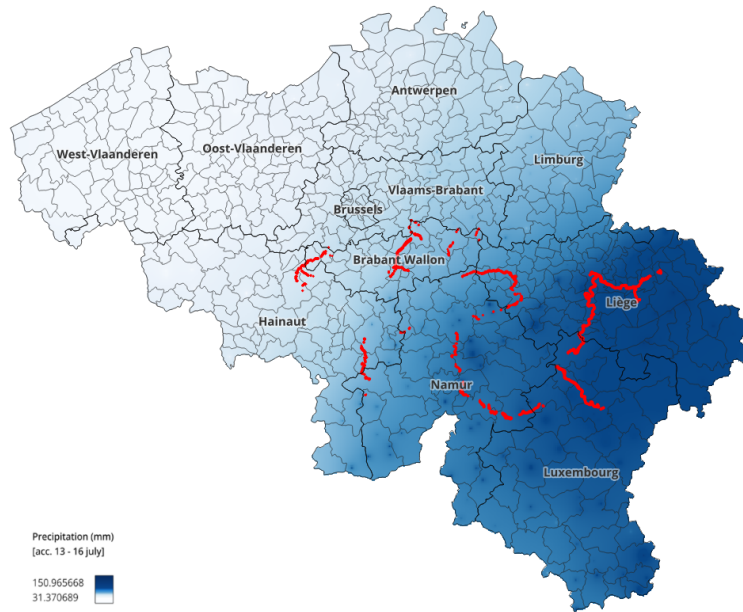 Antwerpen
West-Vlaanderen
Oost-Vlaanderen
Limburg
Vlaams-Brabant
Brussels
Brabant Wallon
Liège
Hainaut
Namur
Luxembourg
Precipitation (mm)
[acc. 13 - 16 july]
150.965668
31.370689